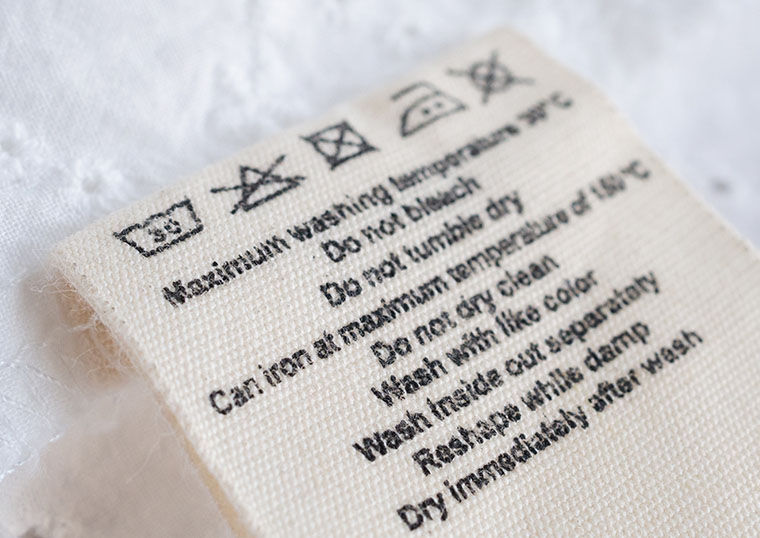 30
Maximum washing temperature 30°C
Do not bleach
Do not tumble dry
Can iron at maximum temperature of 150 °C
Do not dry clean
Wash with like color
Wash inside out separately
Reshape while damp
Dry immediately after wash